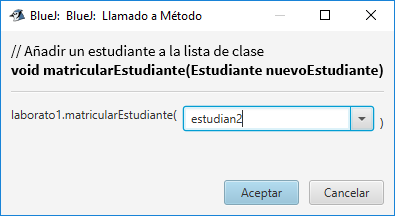 BlueJ: BlueJ: Llamado a Método
// Añadir un estudiante a la lista de clase
void matricularEstudiante(Estudiante nuevoEstudiante)
laborato1.matricularEstudiante( estudian2 )
Aceptar Cancelar